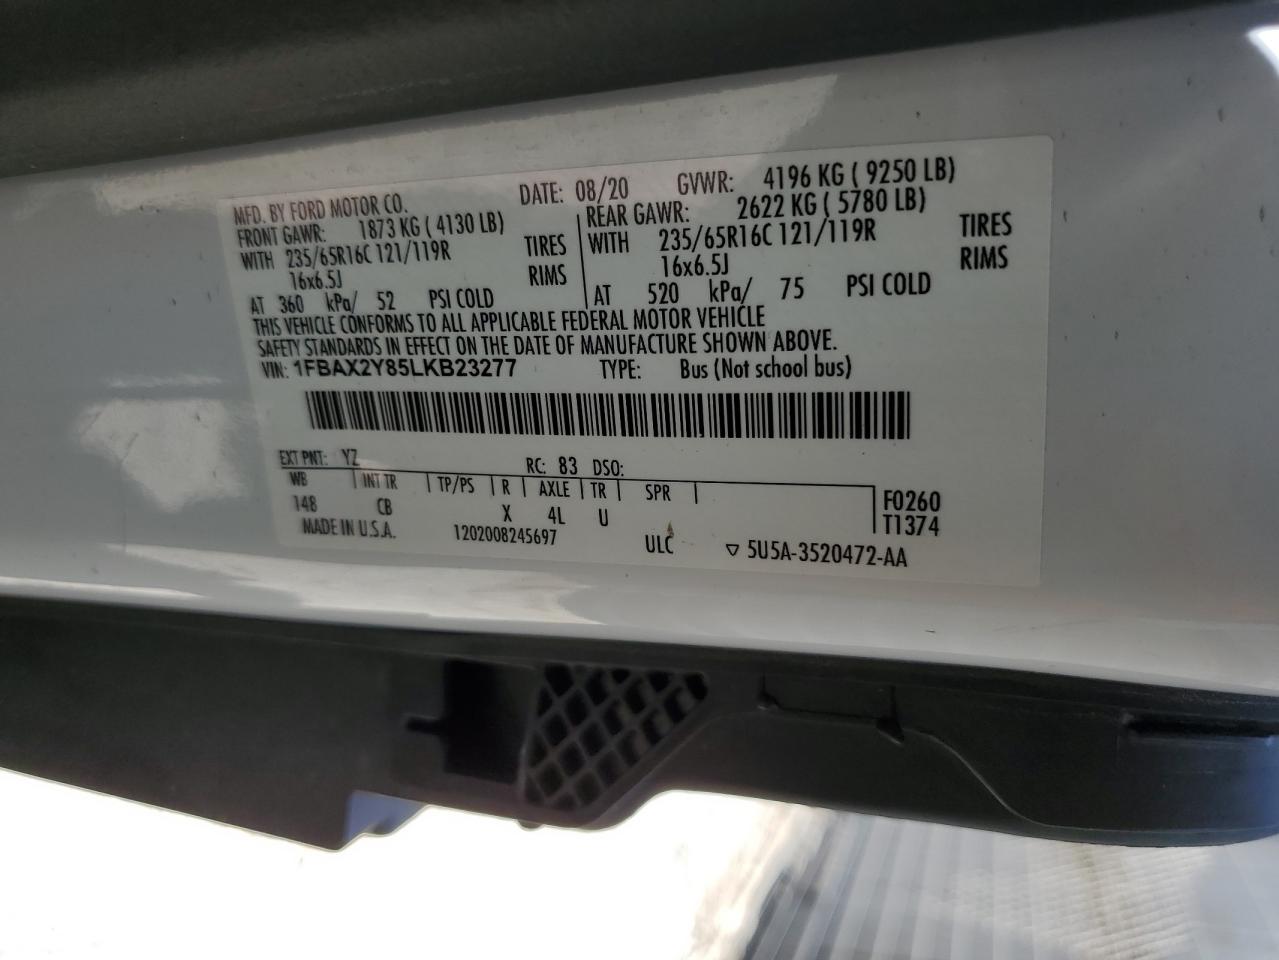 MFD. BY FORD MOTOR CO. DATE: 08/20 GVWR: 4196 KG ( 9250 LB)
FRONT GAWR: 1873 KG ( 4130 LB) REAR GAWR: 2622 KG ( 5780 LB)
WITH 235/65R16C 121/119R TIRES WITH 235/65R16C 121/119R TIRES
16x6.5J RIMS 16x6.5J RIMS
AT 360 kPa/ 52 PSI COLD AT 520 kPa/ 75 PSI COLD
THIS VEHICLE CONFORMS TO ALL APPLICABLE FEDERAL MOTOR VEHICLE
SAFETY STANDARDS IN EFFECT ON THE DATE OF MANUFACTURE SHOWN ABOVE.
VIN: 1FBAX2Y85LKB23277 TYPE: Bus (Not school bus)
EXT PNT: YZ RC: 83 DSO:
WB INT TR TP/PS R AXLE TR SPR F0260
148 CB X 4L U T1374
MADE IN U.S.A. 1202008245697 ULC ▽ 5U5A-3520472-AA